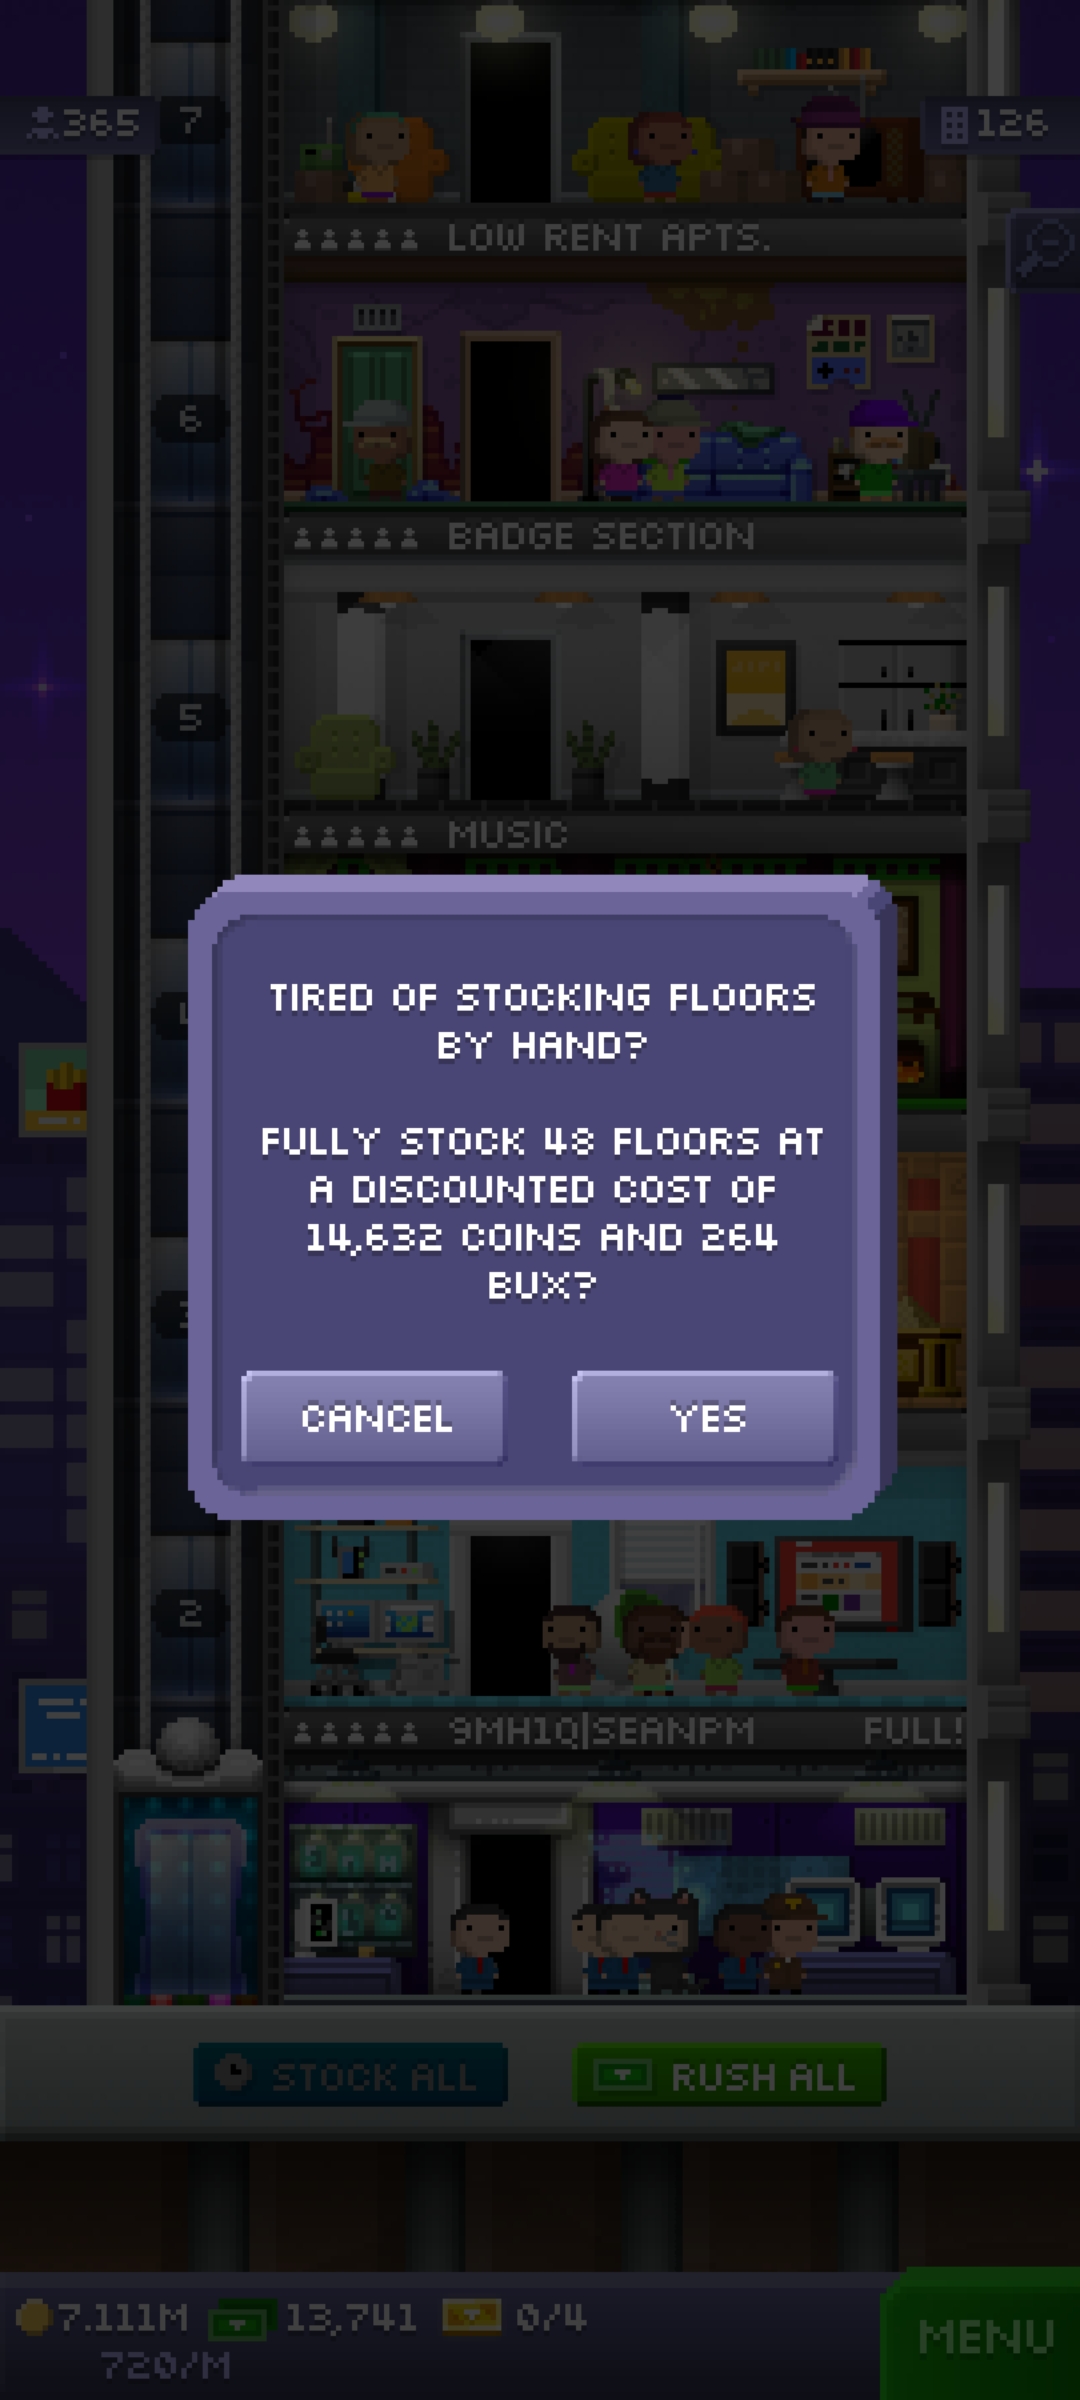 365
7
126
LOW RENT APTS.
6
BADGE SECTION
5
MUSIC
TIRED OF STOCKING FLOORS
BY HAND?
FULLY STOCK 48 FLOORS AT
A DISCOUNTED COST OF
14,632 COINS AND 264
BUX?
CANCEL
YES
2
9MH1Q|SEANPM
FULL!
STOCK ALL
RUSH ALL
7.111M
13,741
0/4
720/M
MENU